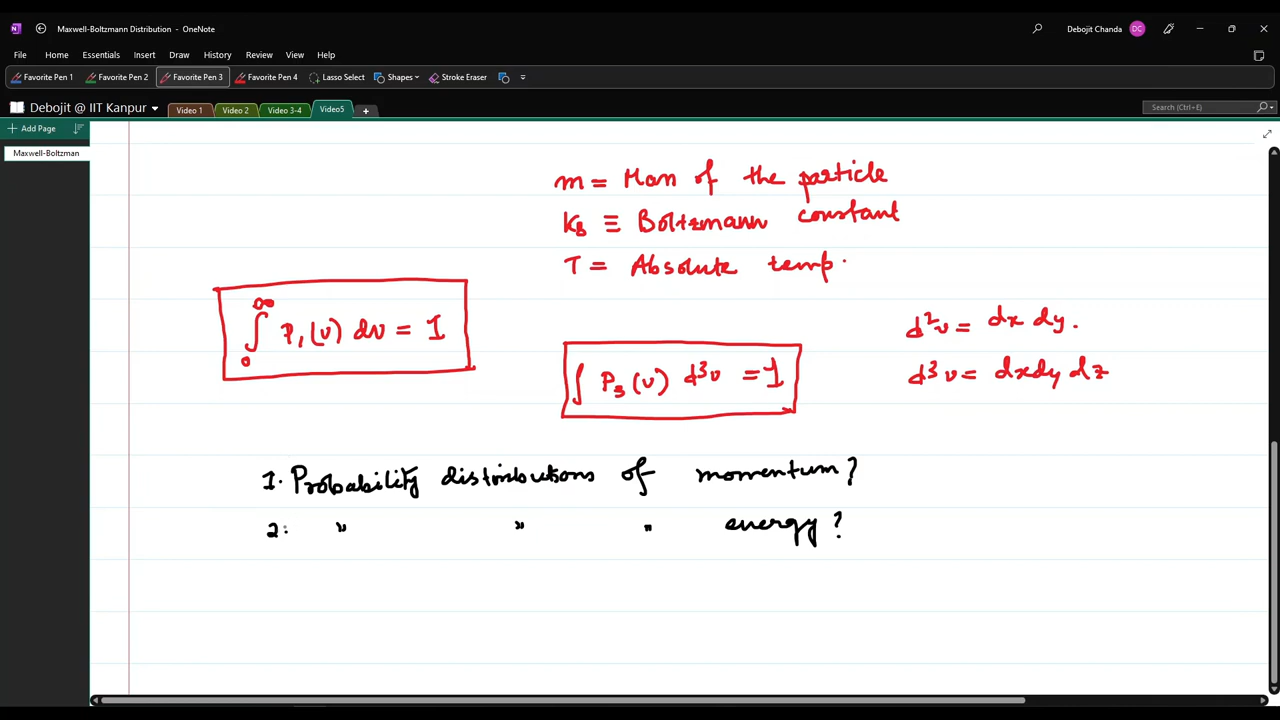 Maxwell-Boltzmann Distribution - OneNote
Debojit Chanda DC
File Home Essentials Insert Draw History Review View Help
Favorite Pen 1 Favorite Pen 2 Favorite Pen 3 Favorite Pen 4 Lasso Select Shapes Stroke Eraser
Debojit @ IIT Kanpur Video 1 Video 2 Video 3-4 Video5 + Search (Ctrl+E)
+ Add Page
Maxwell-Boltzman
m = Mass of the particle
K_B ≡ Boltzmann constant
T = Absolute temp.
∫₀^∞ P₁(v) dv = 1
∫ P₃(v) d³v = 1
d²v = dx dy.
d³v = dxdy dz
1. Probability distributions of momentum?
2: " " " energy?